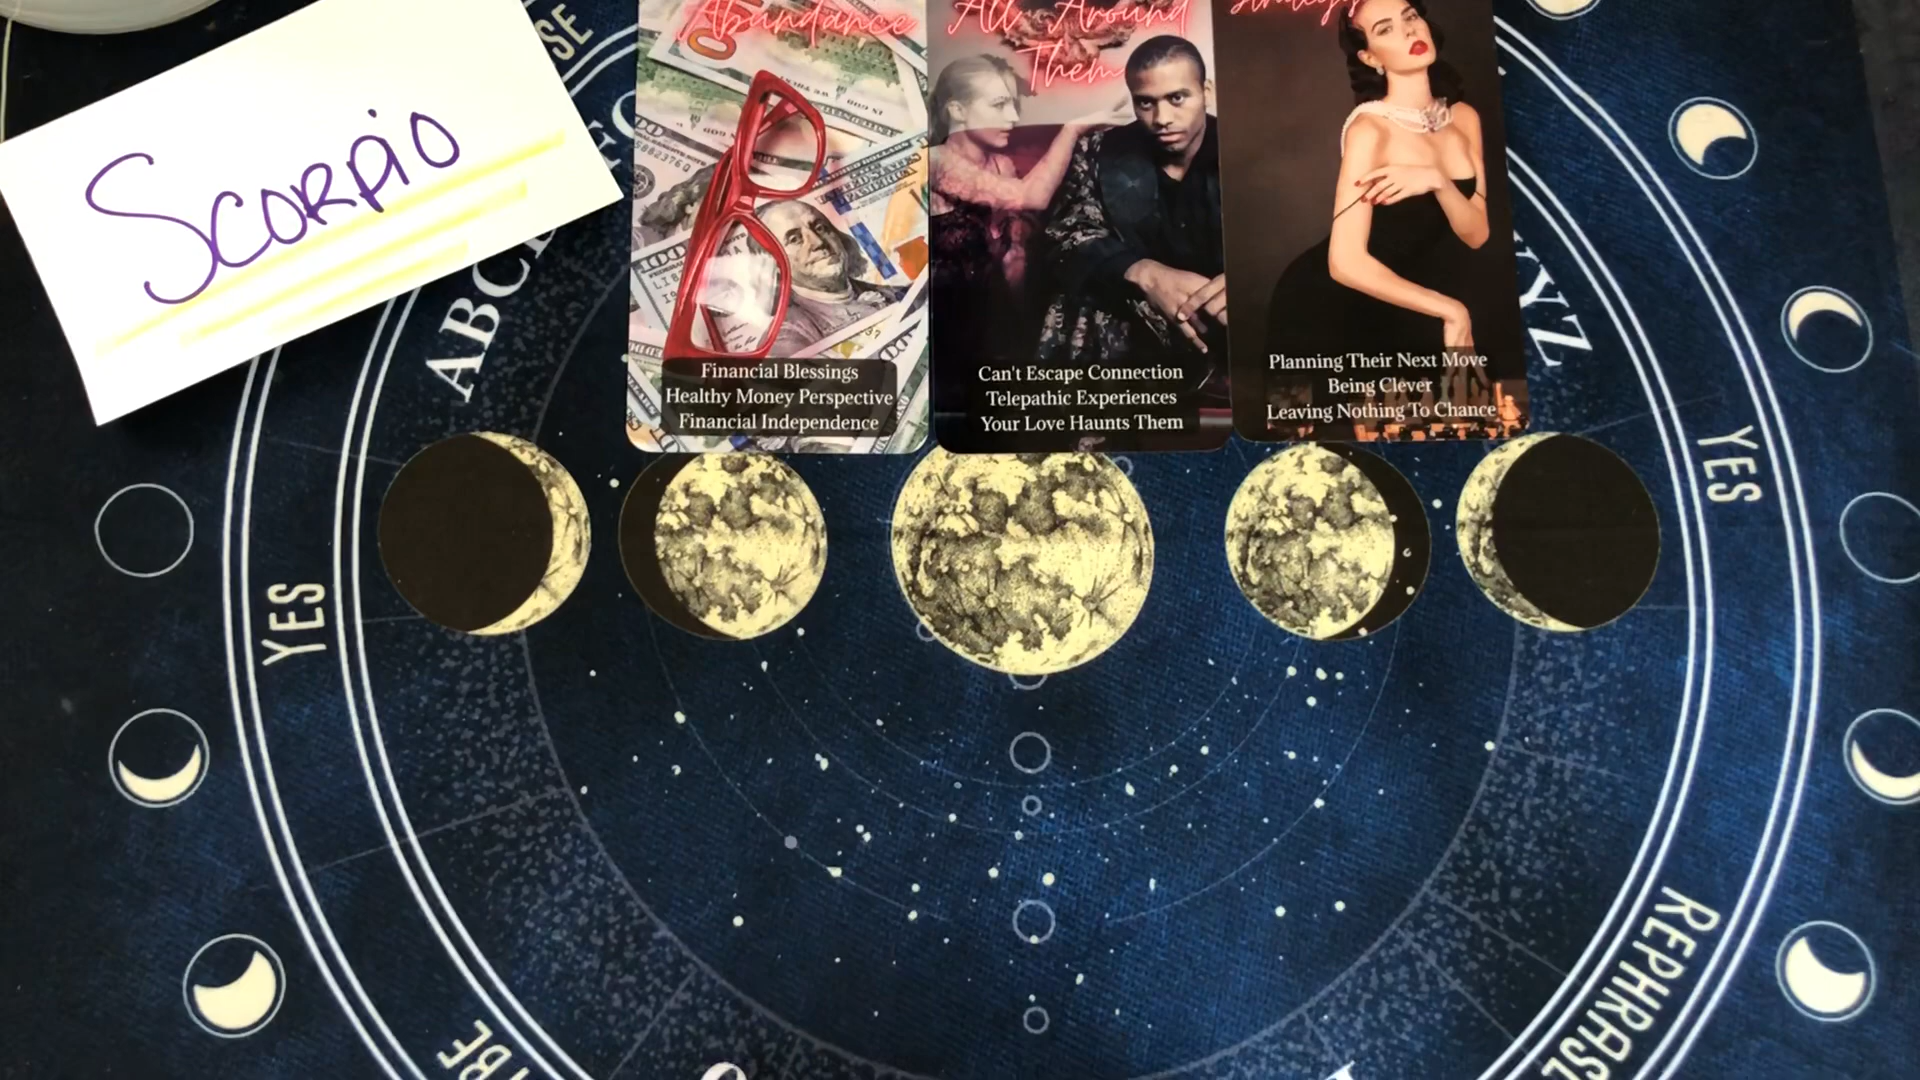 Scorpio
Abundance
Financial Blessings
Healthy Money Perspective
Financial Independence
All Around
Them
Can't Escape Connection
Telepathic Experiences
Your Love Haunts Them
Planning Their Next Move
Being Clever
Leaving Nothing To Chance
ABC
YZ
YES
YES
REPHRASE